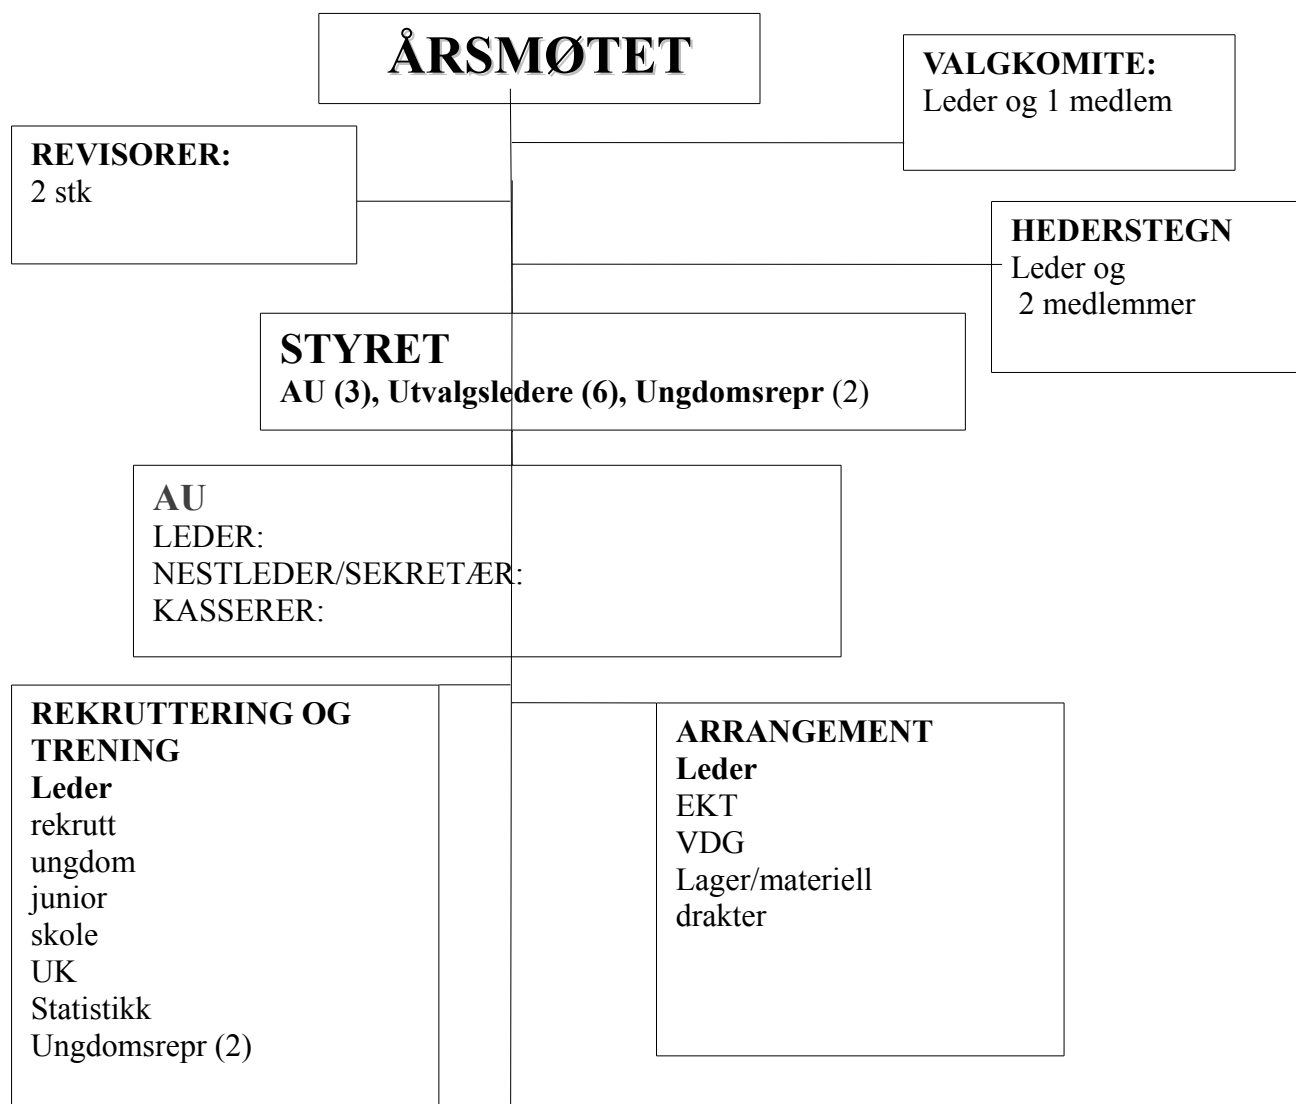 ÅRSMØTET
VALGKOMITE:
Leder og 1 medlem
REVISORER:
2 stk
HEDERSTEGN
Leder og
2 medlemmer
STYRET
AU (3), Utvalgsledere (6), Ungdomsrepr (2)
AU
LEDER:
NESTLEDER/SEKRETÆR:
KASSERER:
REKRUTTERING OG
TRENING
Leder
rekrutt
ungdom
junior
skole
UK
Statistikk
Ungdomsrepr (2)
ARRANGEMENT
Leder
EKT
VDG
Lager/materiell
drakter